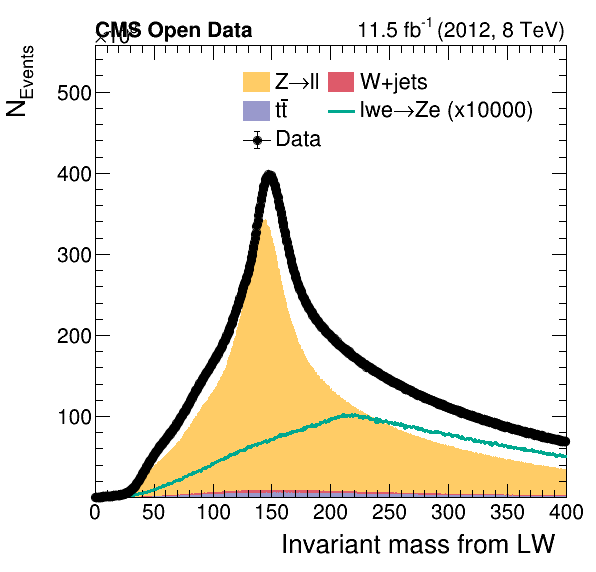 CMS Open Data 11.5 fb-1 (2012, 8 TeV)
NEvents
Z→ll W+jets
tt̄ lwe→Ze (x10000)
Data
500
400
300
200
100
0 50 100 150 200 250 300 350 400
Invariant mass from LW